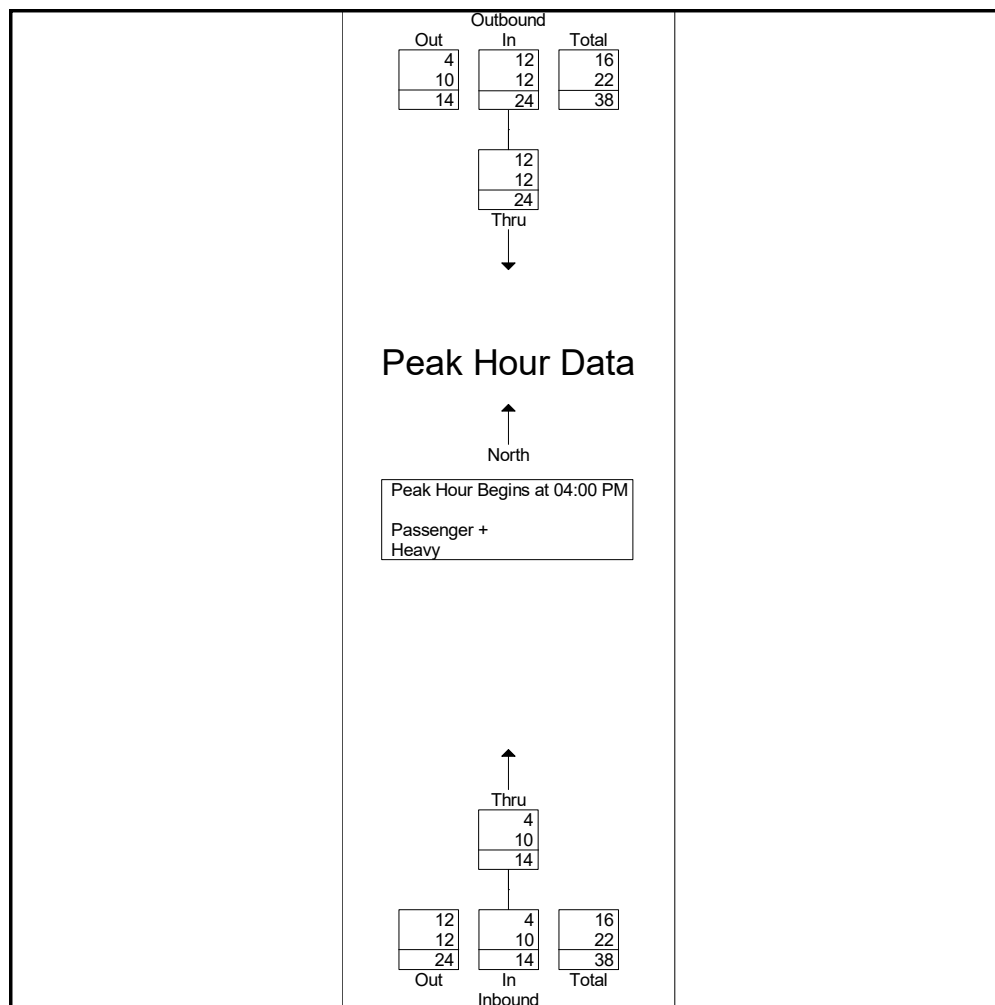 Outbound
Out In Total
4 12 16
10 12 22
14 24 38
12
12
24
Thru
Peak Hour Data
North
Peak Hour Begins at 04:00 PM
Passenger +
Heavy
Thru
4
10
14
12 4 16
12 10 22
24 14 38
Out In Total
Inbound